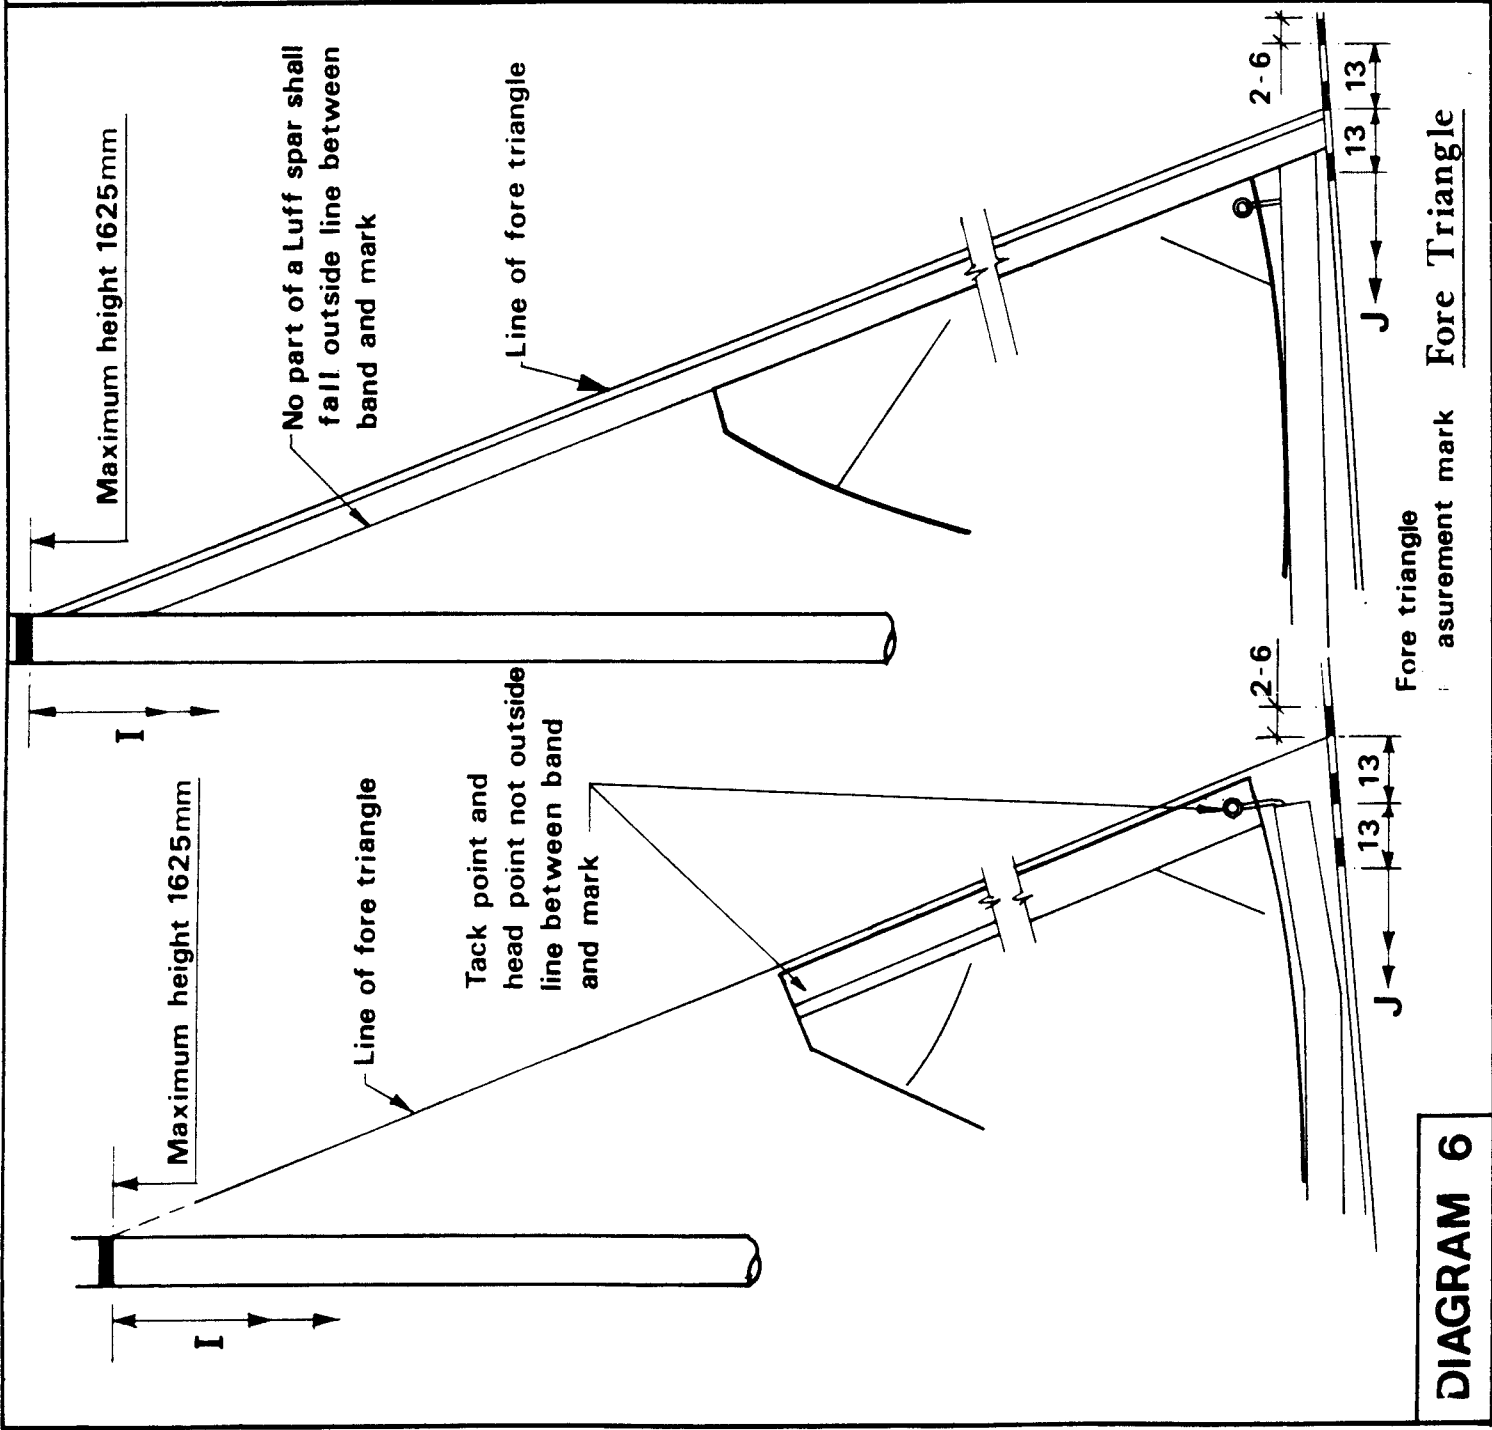 Maximum height 1625mm
I
Line of fore triangle
Tack point and
head point not outside
line between band
and mark
2-6
13
13
J
Maximum height 1625mm
I
No part of a Luff spar shall
fall outside line between
band and mark
Line of fore triangle
2-6
13
13
J
Fore triangle
asurement mark
Fore Triangle
DIAGRAM 6